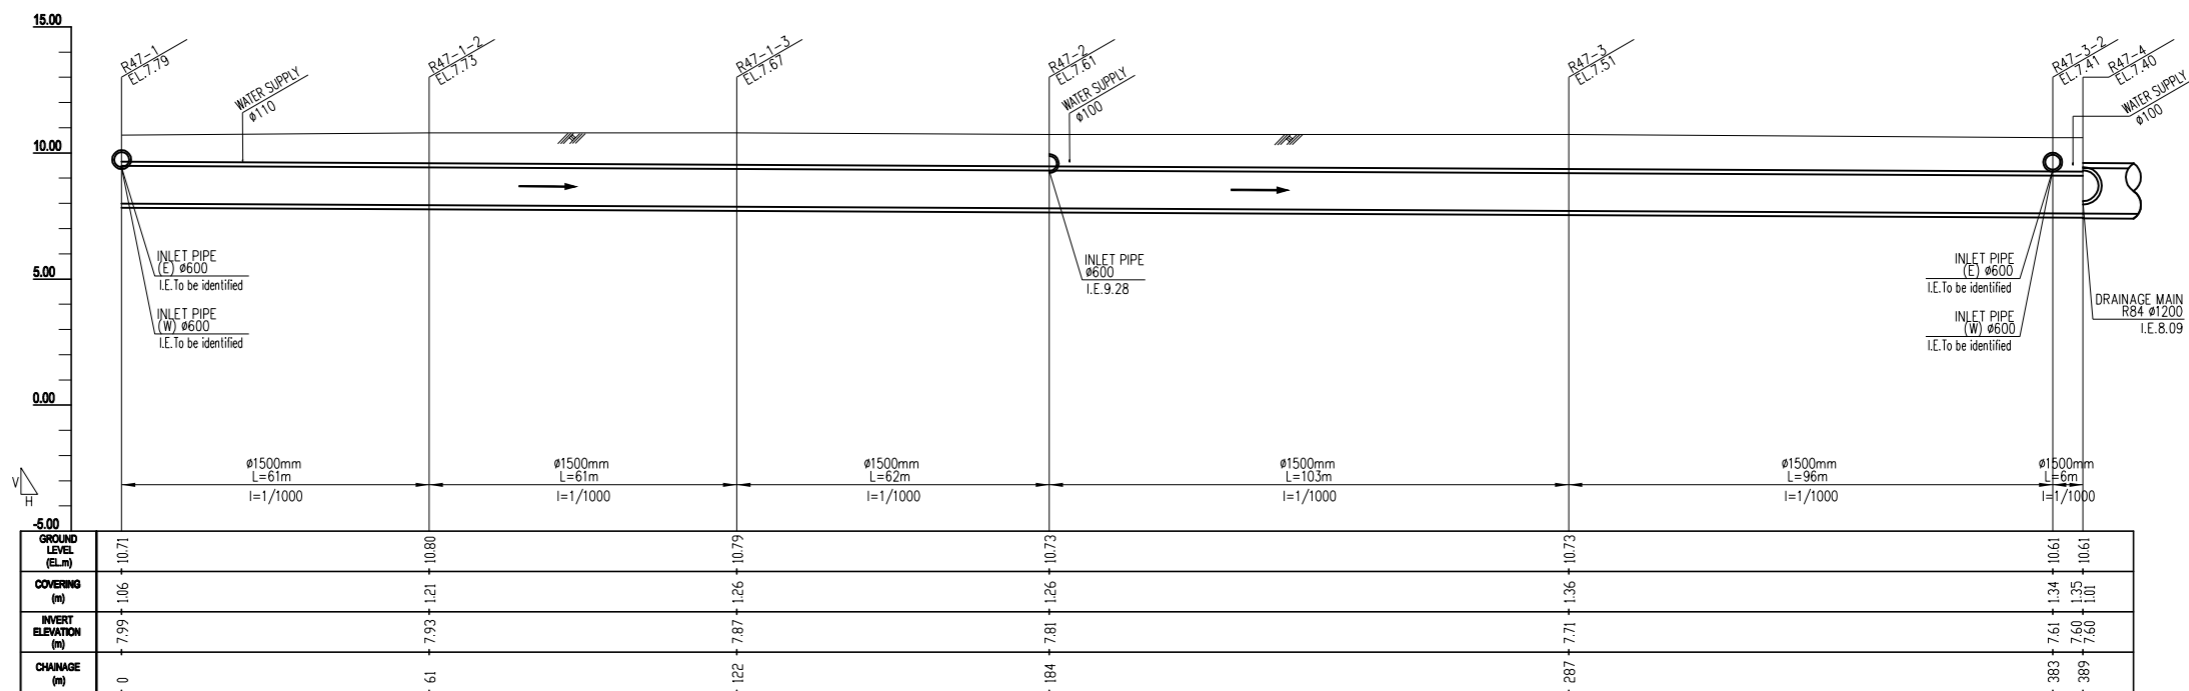 15.00
10.00
5.00
0.00
-5.00
R47-1
EL.7.79
WATER SUPPLY
ø110
R47-1-2
EL.7.73
R47-1-3
EL.7.67
R47-2
EL.7.61
WATER SUPPLY
ø100
R47-3
EL.7.51
R47-3-2
EL.7.41
R47-4
EL.7.40
WATER SUPPLY
ø100
INLET PIPE
(E) ø600
I.E.To be identified
INLET PIPE
(W) ø600
I.E.To be identified
INLET PIPE
ø600
I.E.9.28
INLET PIPE
(E) ø600
I.E.To be identified
INLET PIPE
(W) ø600
I.E.To be identified
DRAINAGE MAIN
R84 ø1200
I.E.8.09
V
H
ø1500mm
L=61m
I=1/1000
ø1500mm
L=61m
I=1/1000
ø1500mm
L=62m
I=1/1000
ø1500mm
L=103m
I=1/1000
ø1500mm
L=96m
I=1/1000
ø1500mm
L=6m
I=1/1000
GROUND
LEVEL
(EL.m)
10.71 10.80 10.79 10.73 10.73 10.61 10.61
COVERING
(m)
1.06 1.21 1.26 1.26 1.36 1.34 1.35 1.01
INVERT
ELEVATION
(m)
7.99 7.93 7.87 7.81 7.71 7.61 7.60 7.60
CHAINAGE
(m)
0 61 122 184 287 383 389